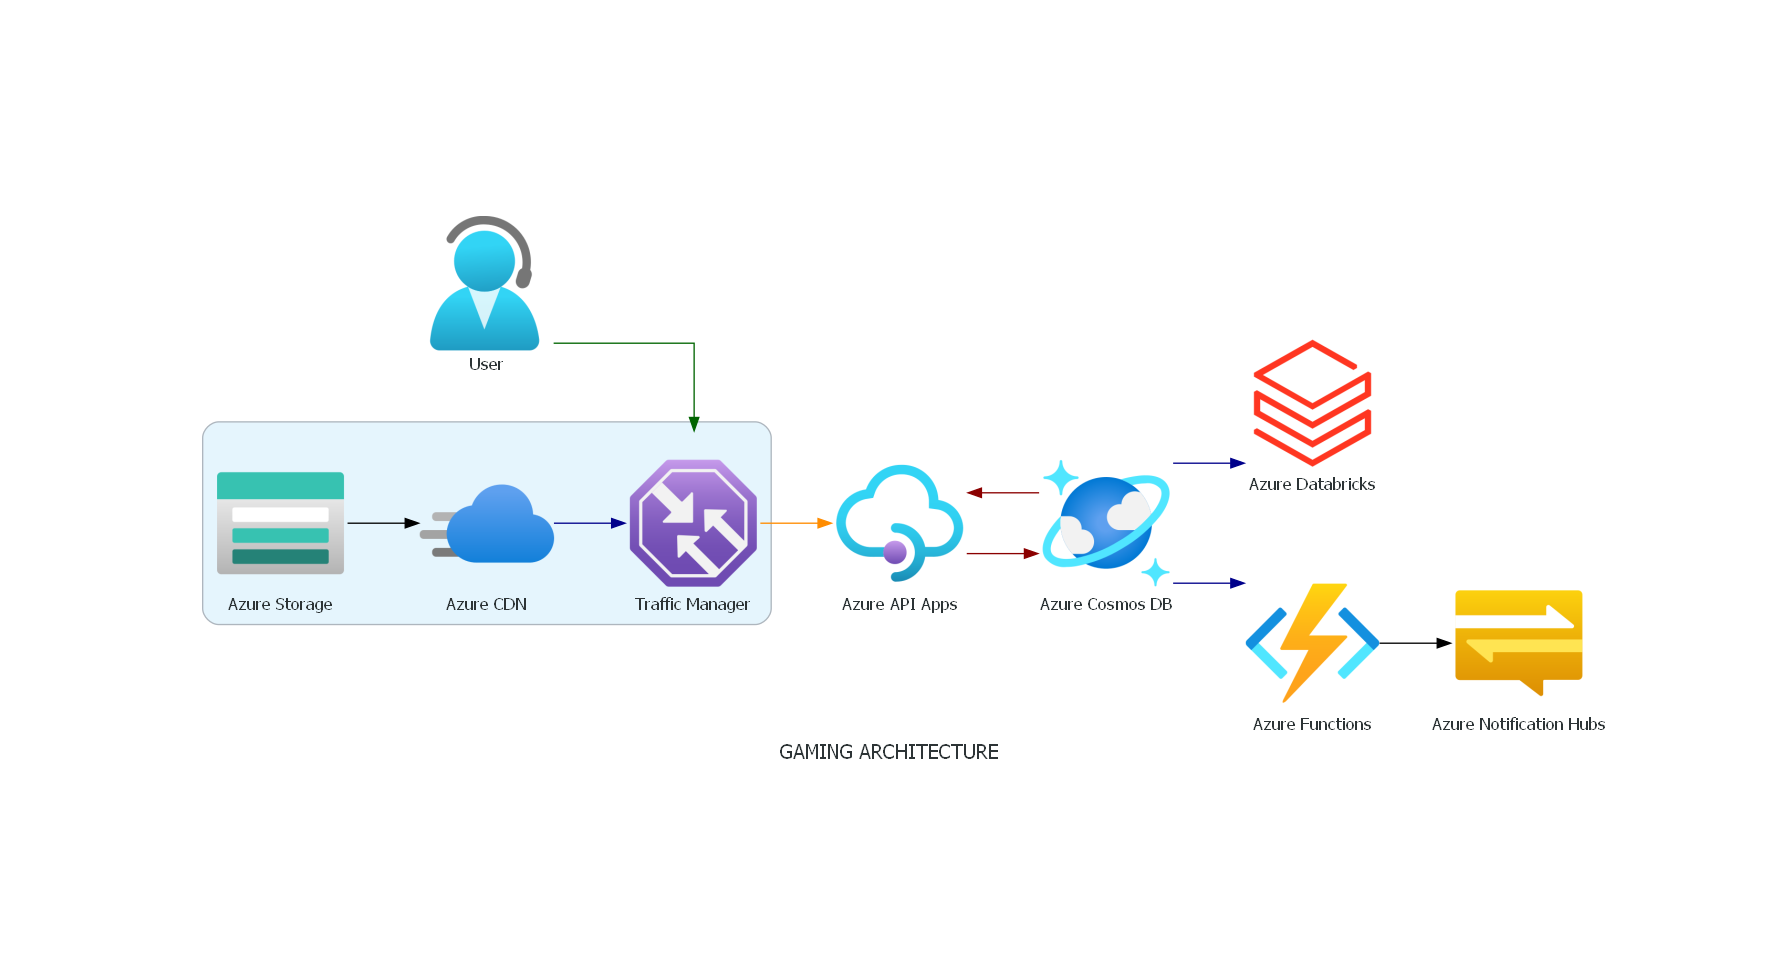 User
Azure Databricks
Azure Storage
Azure CDN
Traffic Manager
Azure API Apps
Azure Cosmos DB
Azure Functions
Azure Notification Hubs
GAMING ARCHITECTURE